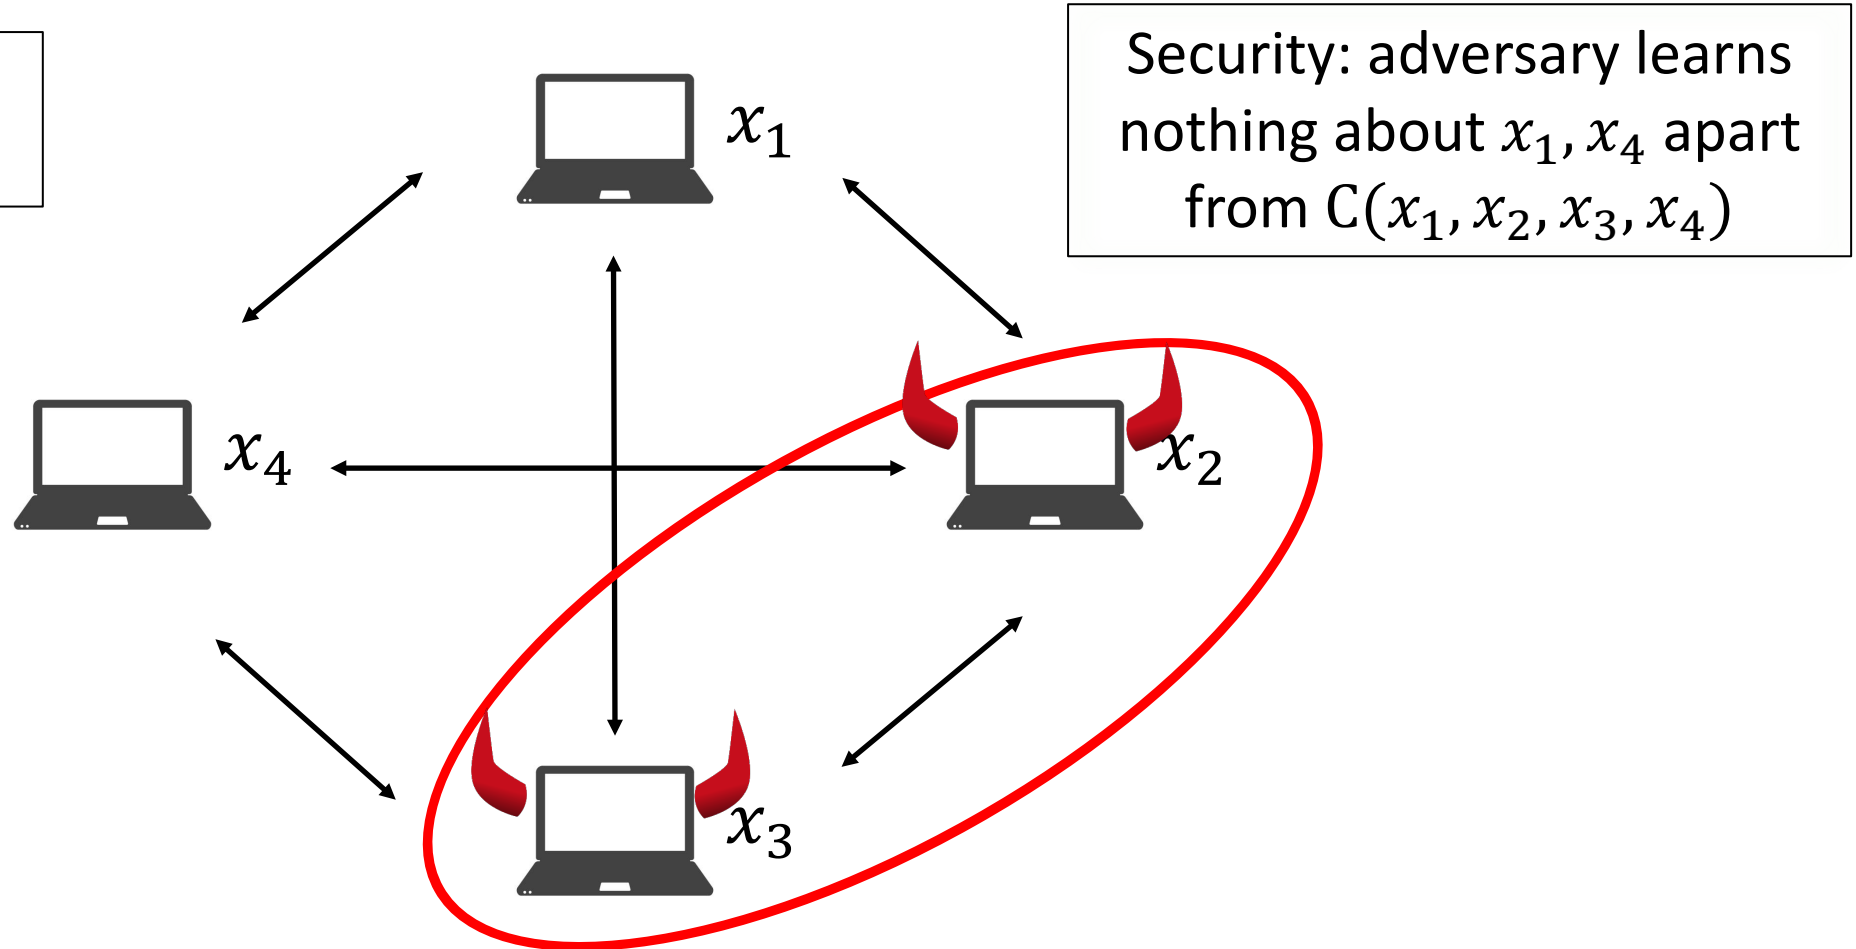 Security: adversary learns
nothing about x₁, x₄ apart
from C(x₁, x₂, x₃, x₄)
x₁
x₄
x₂
x₃